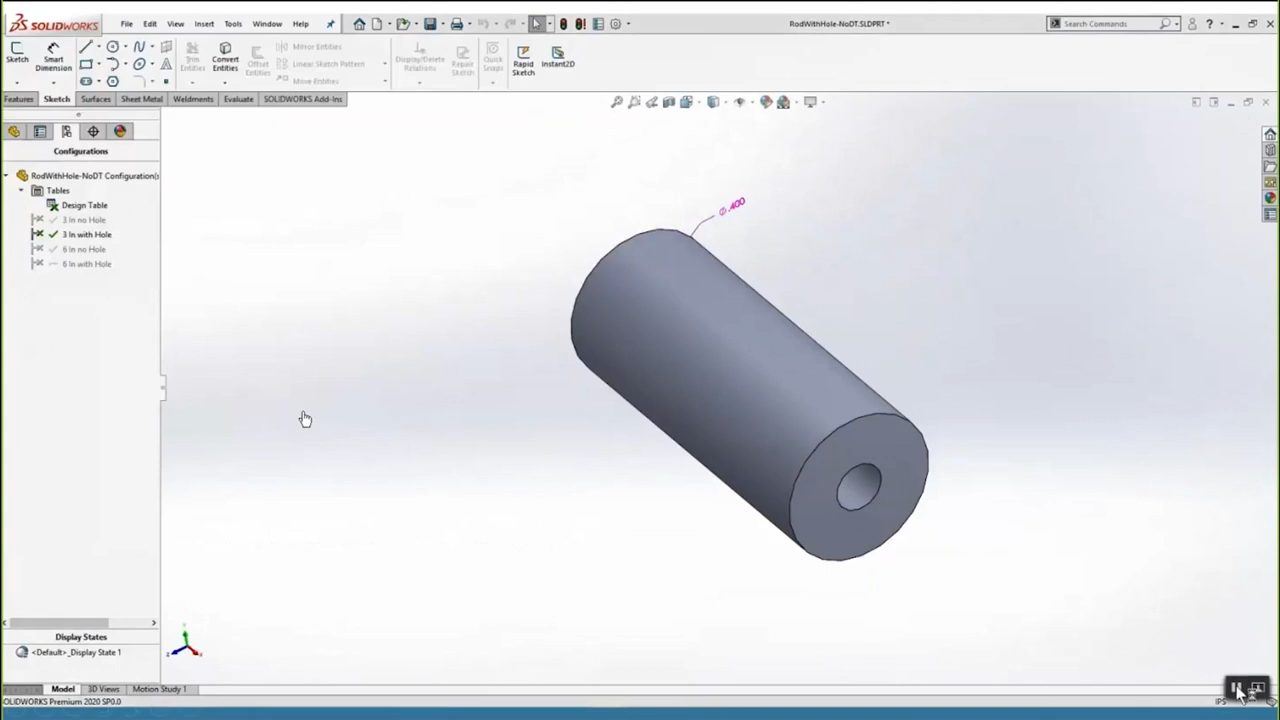 SOLIDWORKS
File Edit View Insert Tools Window Help
RodWithHole-NoDT.SLDPRT *
Search Commands
Sketch
Smart Dimension
Trim Entities
Convert Entities
Offset Entities
Mirror Entities
Linear Sketch Pattern
Move Entities
Display/Delete Relations
Repair Sketch
Quick Snaps
Rapid Sketch
Instant2D
Features Sketch Surfaces Sheet Metal Weldments Evaluate SOLIDWORKS Add-Ins
Configurations
RodWithHole-NoDT Configuration(s)
Tables
Design Table
3 In no Hole
3 In with Hole
6 In no Hole
6 In with Hole
∅.400
Display States
<Default>_Display State 1
Model 3D Views Motion Study 1
SOLIDWORKS Premium 2020 SP0.0
IPS